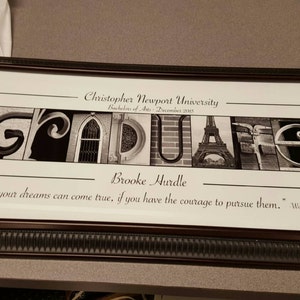 Christopher Newport University
Bachelor of Arts - December 2015
GRADUATE
Brooke Hurdle
your dreams can come true, if you have the courage to pursue them."